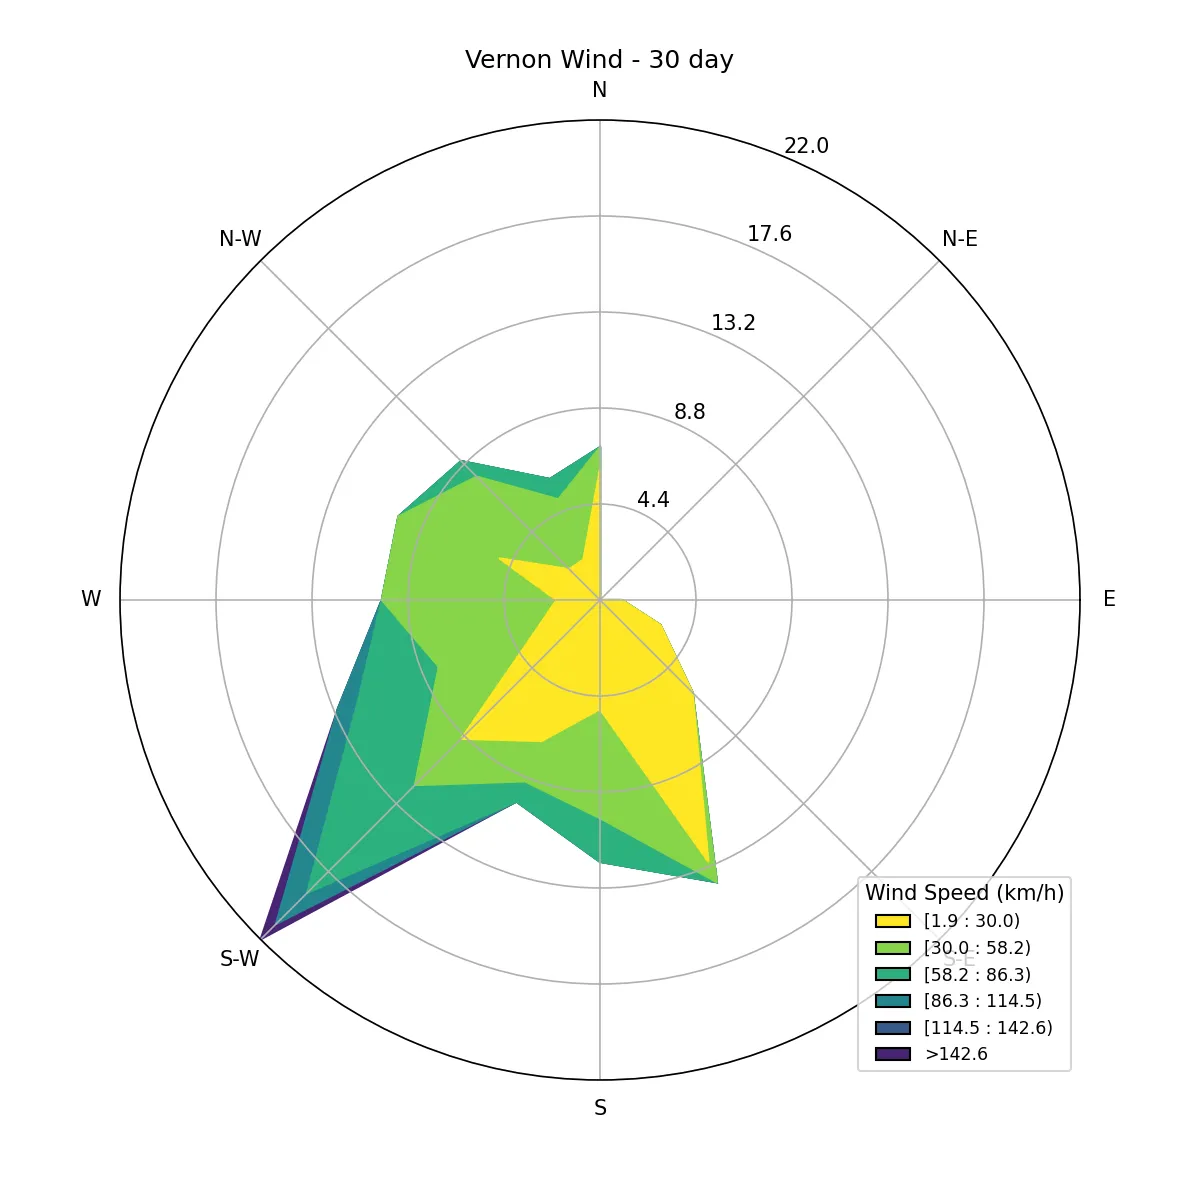 Vernon Wind - 30 day
N
22.0
N-W
17.6
N-E
13.2
8.8
4.4
W
E
S-W
S-E
S
Wind Speed (km/h)
[1.9 : 30.0)
[30.0 : 58.2)
[58.2 : 86.3)
[86.3 : 114.5)
[114.5 : 142.6)
>142.6